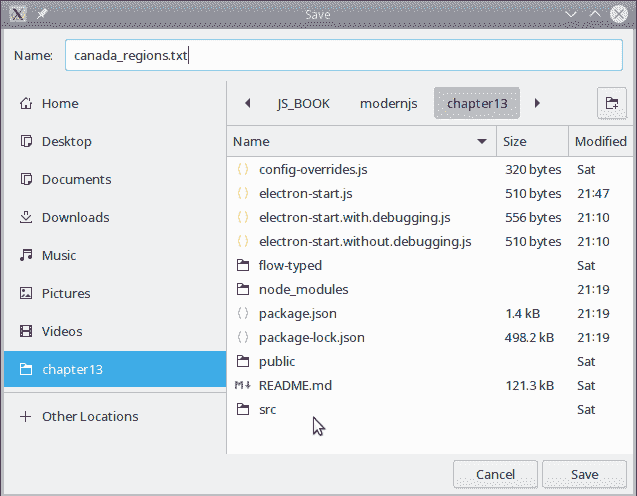 Save
Name: canada_regions.txt
Home
Desktop
Documents
Downloads
Music
Pictures
Videos
chapter13
Other Locations
JS_BOOK modernjs chapter13
Name Size Modified
config-overrides.js 320 bytes Sat
electron-start.js 510 bytes 21:47
electron-start.with.debugging.js 556 bytes 21:10
electron-start.without.debugging.js 510 bytes 21:10
flow-typed Sat
node_modules 21:19
package.json 1.4 kB 21:19
package-lock.json 498.2 kB 21:19
public Sat
README.md 121.3 kB Sat
src Sat
Cancel Save